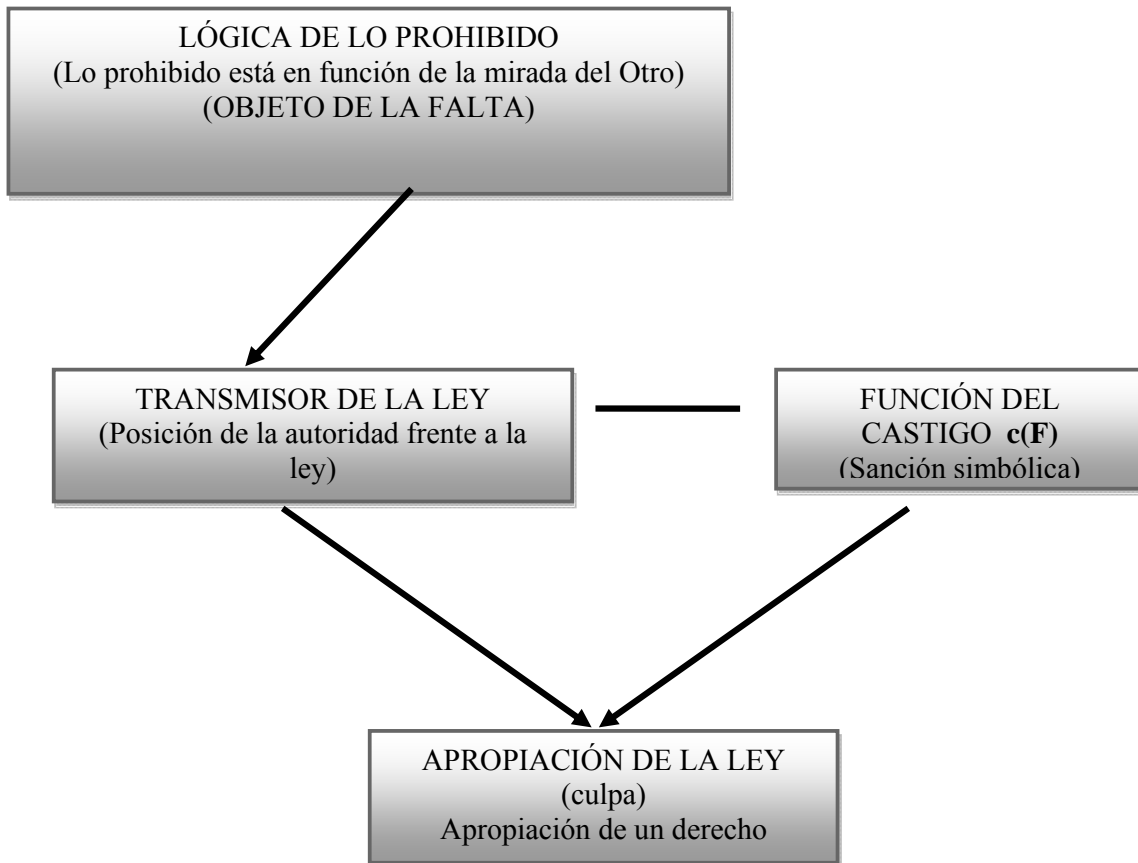 LÓGICA DE LO PROHIBIDO
(Lo prohibido está en función de la mirada del Otro)
(OBJETO DE LA FALTA)
TRANSMISOR DE LA LEY
(Posición de la autoridad frente a la
ley)
FUNCIÓN DEL
CASTIGO c(F)
(Sanción simbólica)
APROPIACIÓN DE LA LEY
(culpa)
Apropiación de un derecho